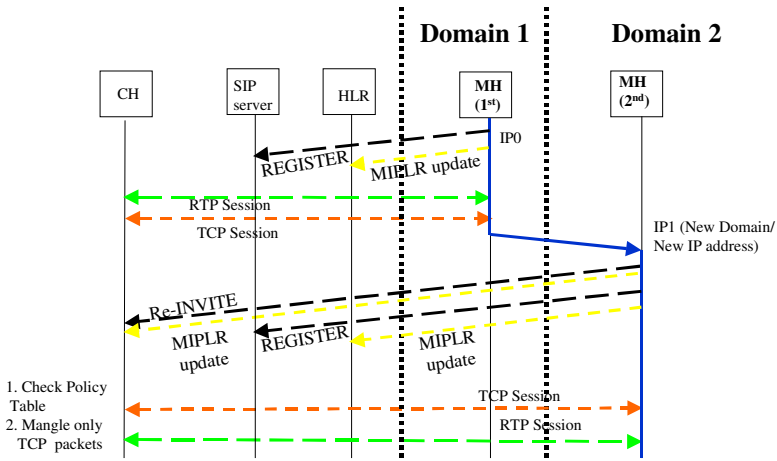 Domain 1
Domain 2
CH
SIP
server
HLR
MH
(1st)
MH
(2nd)
IP0
REGISTER
MIPLR update
RTP Session
TCP Session
IP1 (New Domain/
New IP address)
Re-INVITE
MIPLR
update
REGISTER
MIPLR
update
1. Check Policy
Table
2. Mangle only
TCP packets
TCP Session
RTP Session